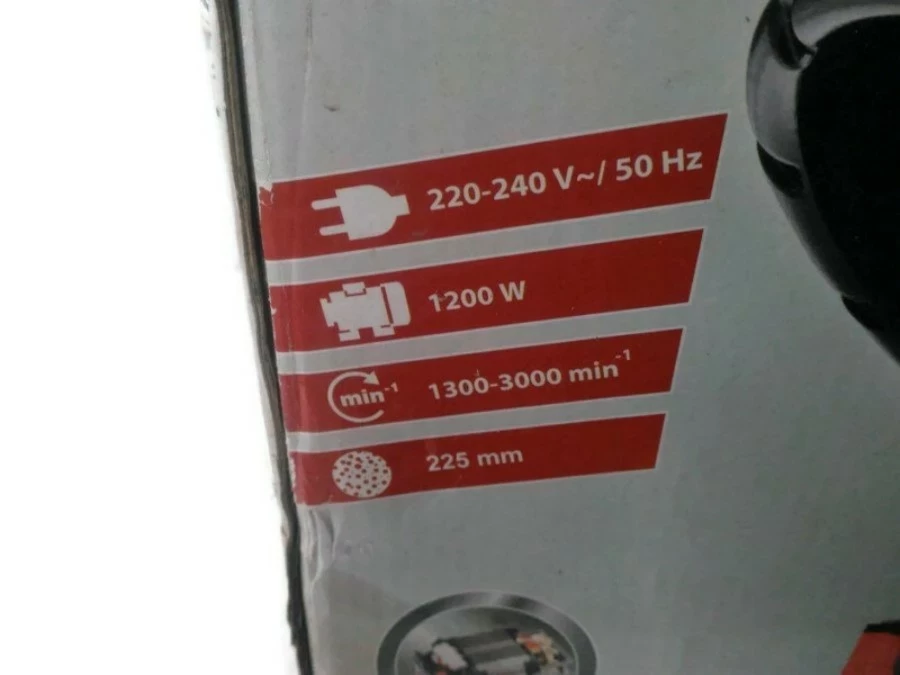 220-240 V~/ 50 Hz
1200 W
min⁻¹ 1300-3000 min⁻¹
225 mm